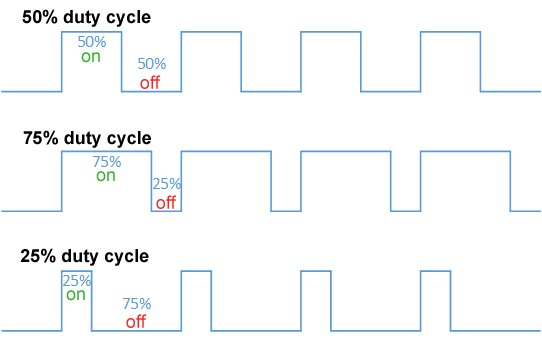 50% duty cycle
50%
on
50%
off
75% duty cycle
75%
on
25%
off
25% duty cycle
25%
on
75%
off